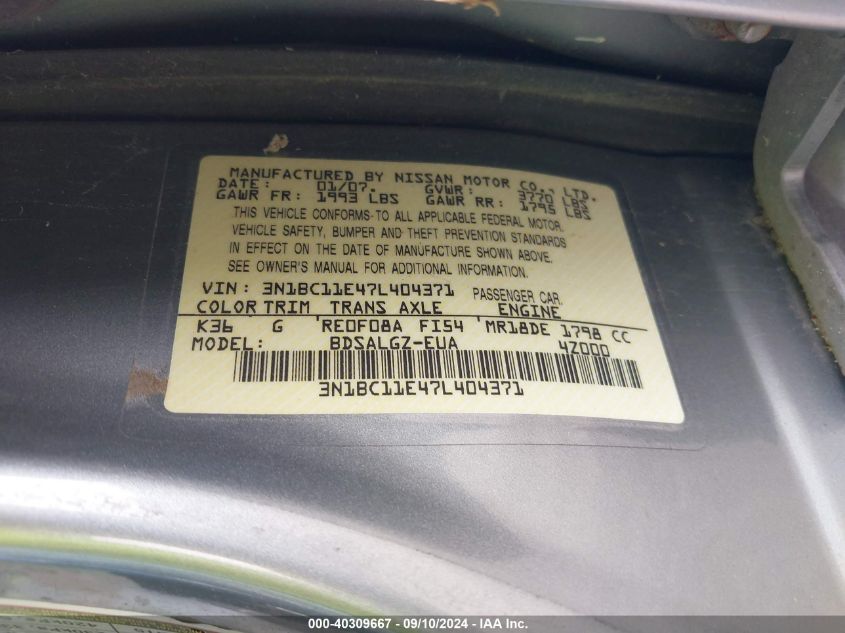 MANUFACTURED BY NISSAN MOTOR CO., LTD.
DATE: 01/07. GVWR: 3770 LBS
GAWR FR: 1993 LBS GAWR RR: 1795 LBS
THIS VEHICLE CONFORMS TO ALL APPLICABLE FEDERAL MOTOR
VEHICLE SAFETY, BUMPER AND THEFT PREVENTION STANDARDS
IN EFFECT ON THE DATE OF MANUFACTURE SHOWN ABOVE.
SEE OWNER'S MANUAL FOR ADDITIONAL INFORMATION.
VIN: 3N1BC11E47L404371 PASSENGER CAR
COLOR TRIM TRANS AXLE ENGINE
K36 G RE0F08A FI54 MR18DE 1798 CC
MODEL: BDSALGZ-EUA 4Z000
3N1BC11E47L404371
000-40309667 - 09/10/2024 - IAA Inc.